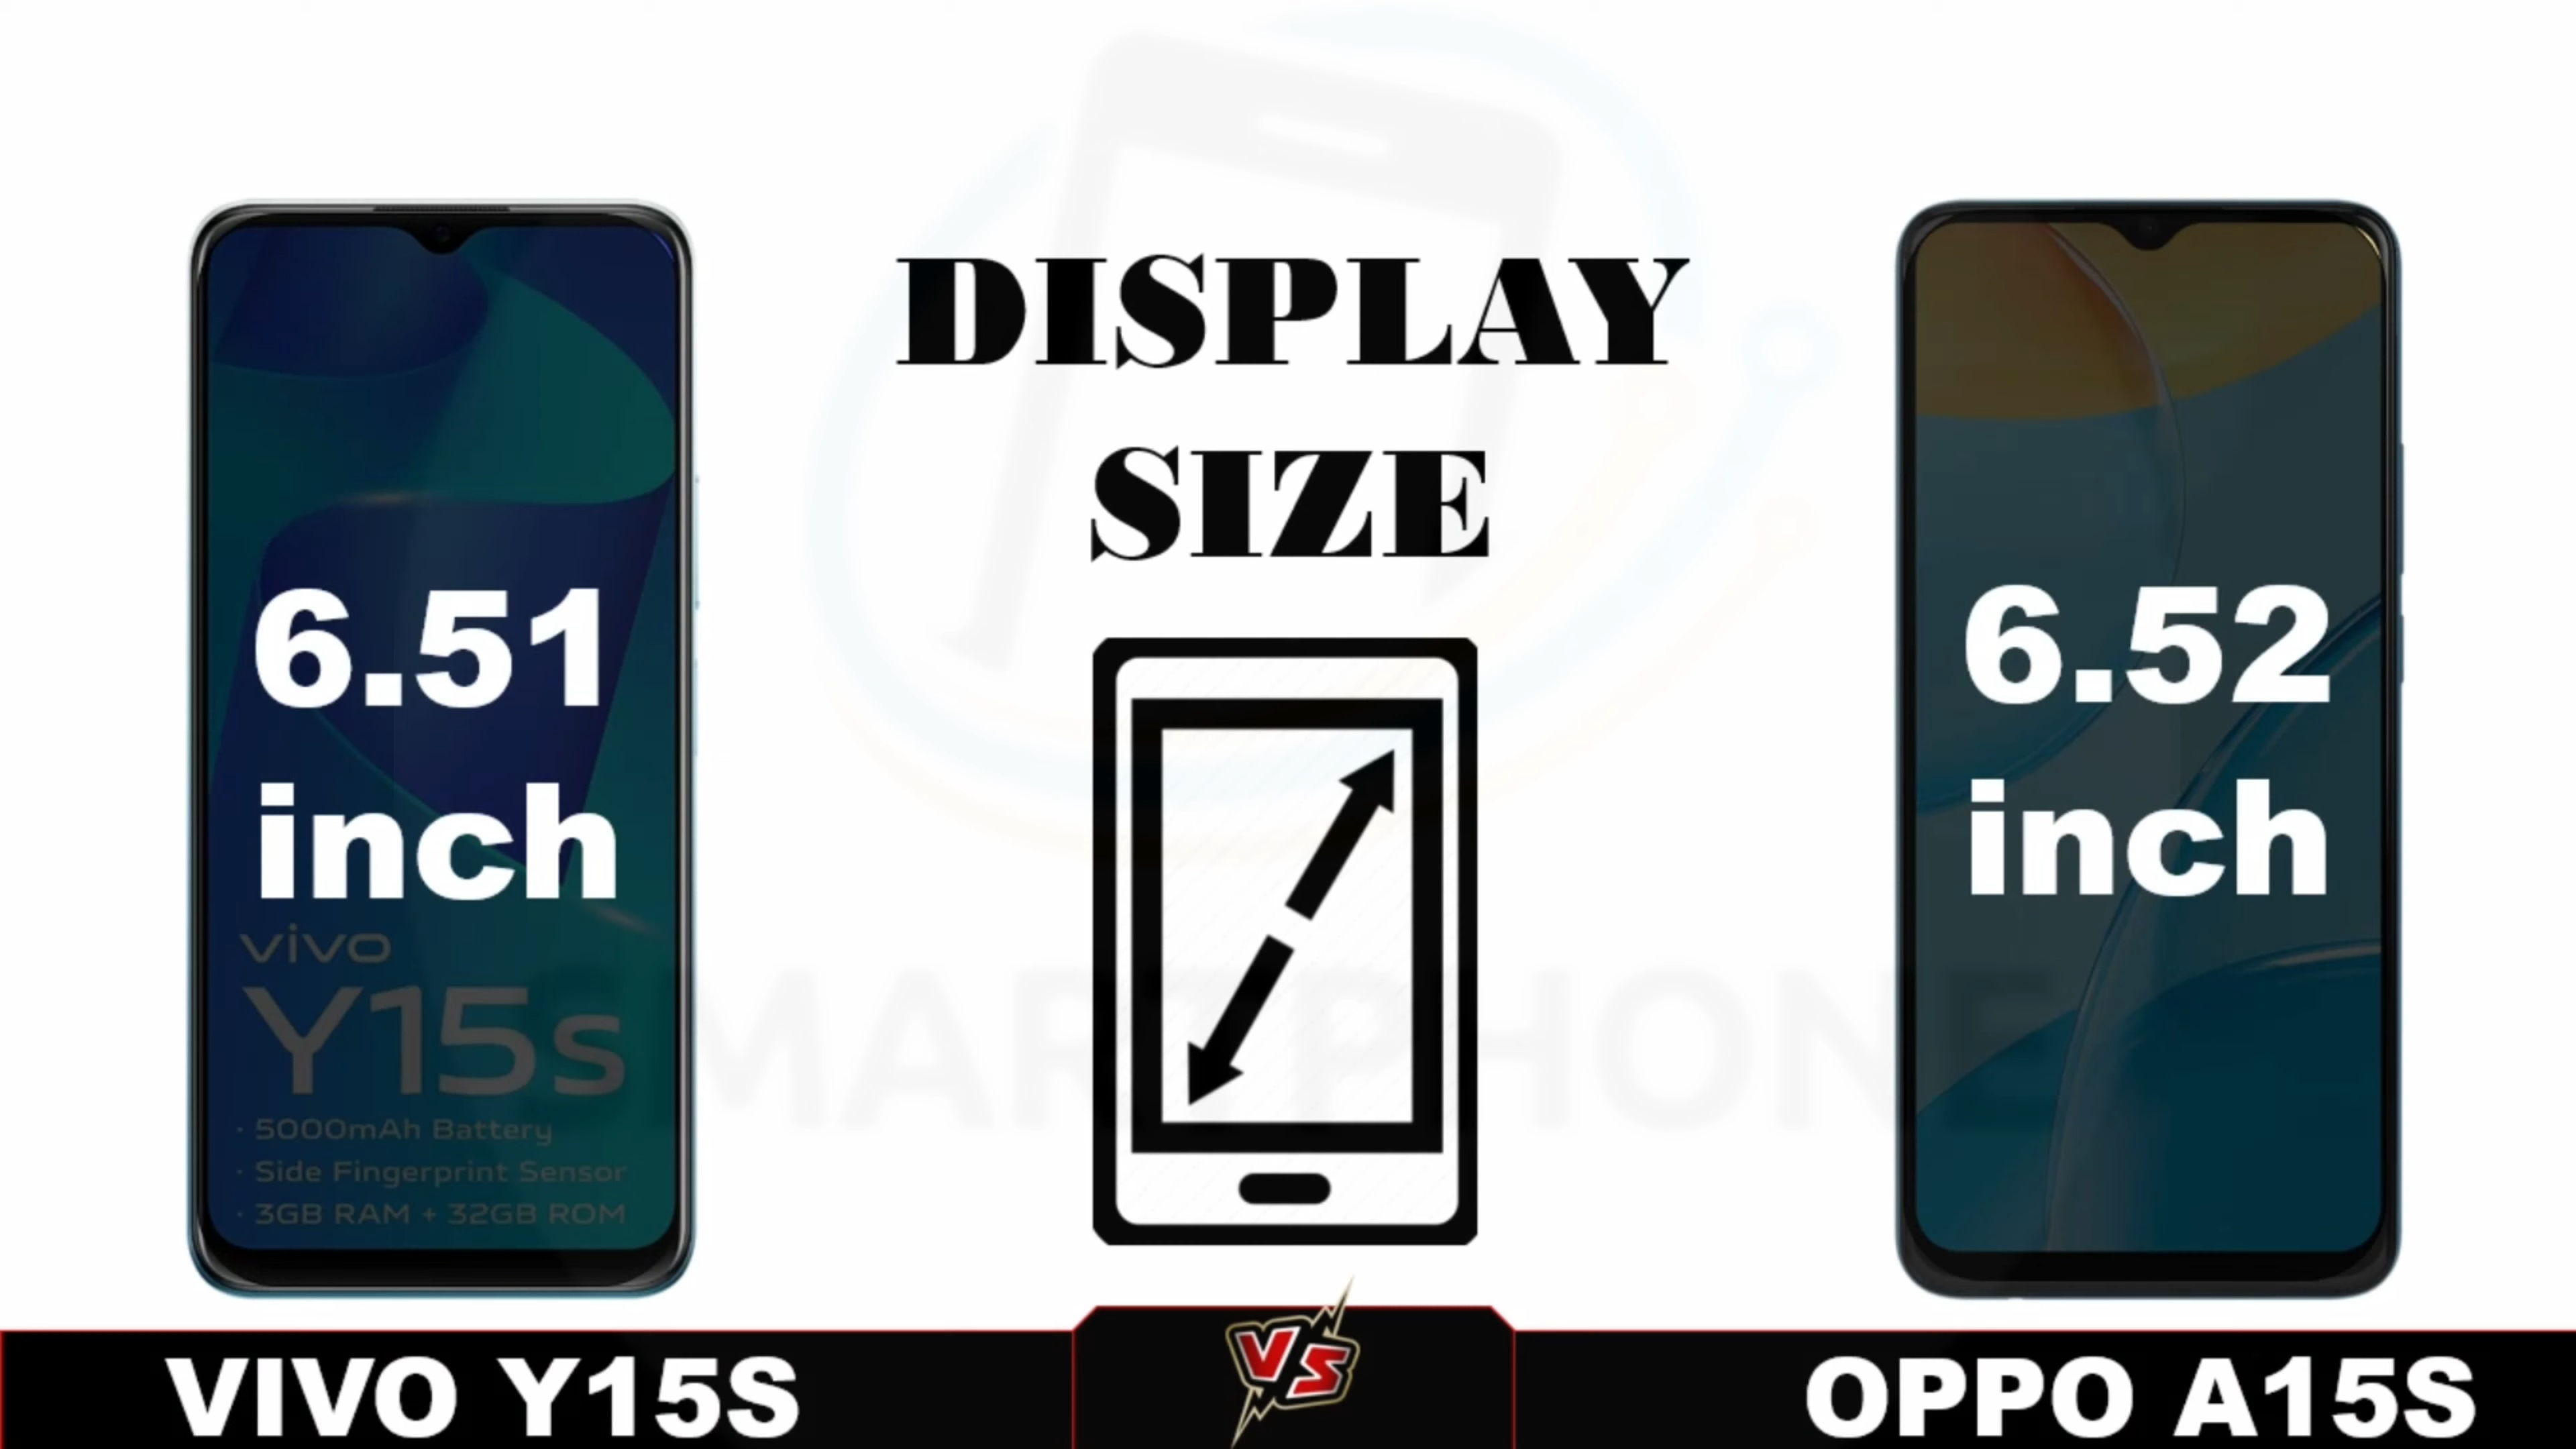 DISPLAY
SIZE
6.51
inch
vivo
Y15s
· 5000mAh Battery
· Side Fingerprint Sensor
· 3GB RAM + 32GB ROM
6.52
inch
SMARTPHONE
VIVO Y15S
VS
OPPO A15S